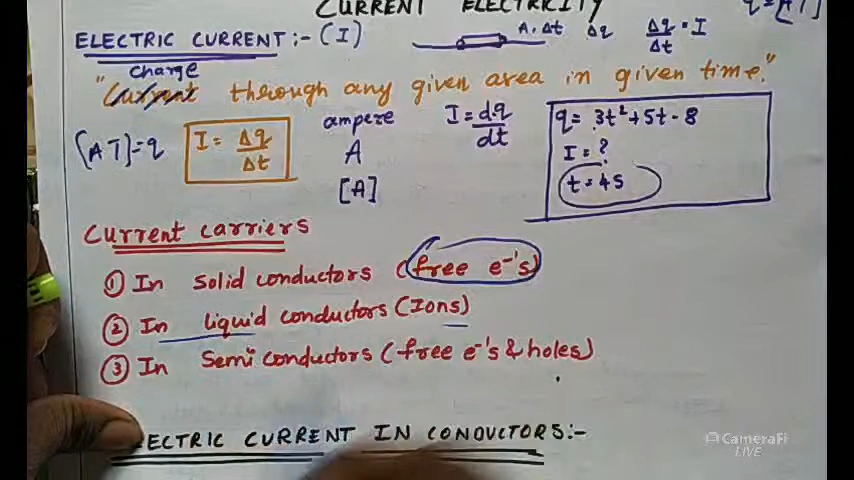 CURRENT ELECTRICITY
q=[AT]
ELECTRIC CURRENT:- (I)
A·Δt Δq Δq/Δt = I
charge
"Current through any given area in given time."
[AT]=q
I = Δq/Δt
ampere
A
[A]
I = dq/dt
q = 3t²+5t-8
I = ?
t=4s
Current carriers
① In solid conductors (free e⁻'s)
② In liquid conductors (Ions)
③ In Semi conductors (free e⁻'s & holes)
ECTRIC CURRENT IN CONDUCTORS:-
CameraFi
LIVE